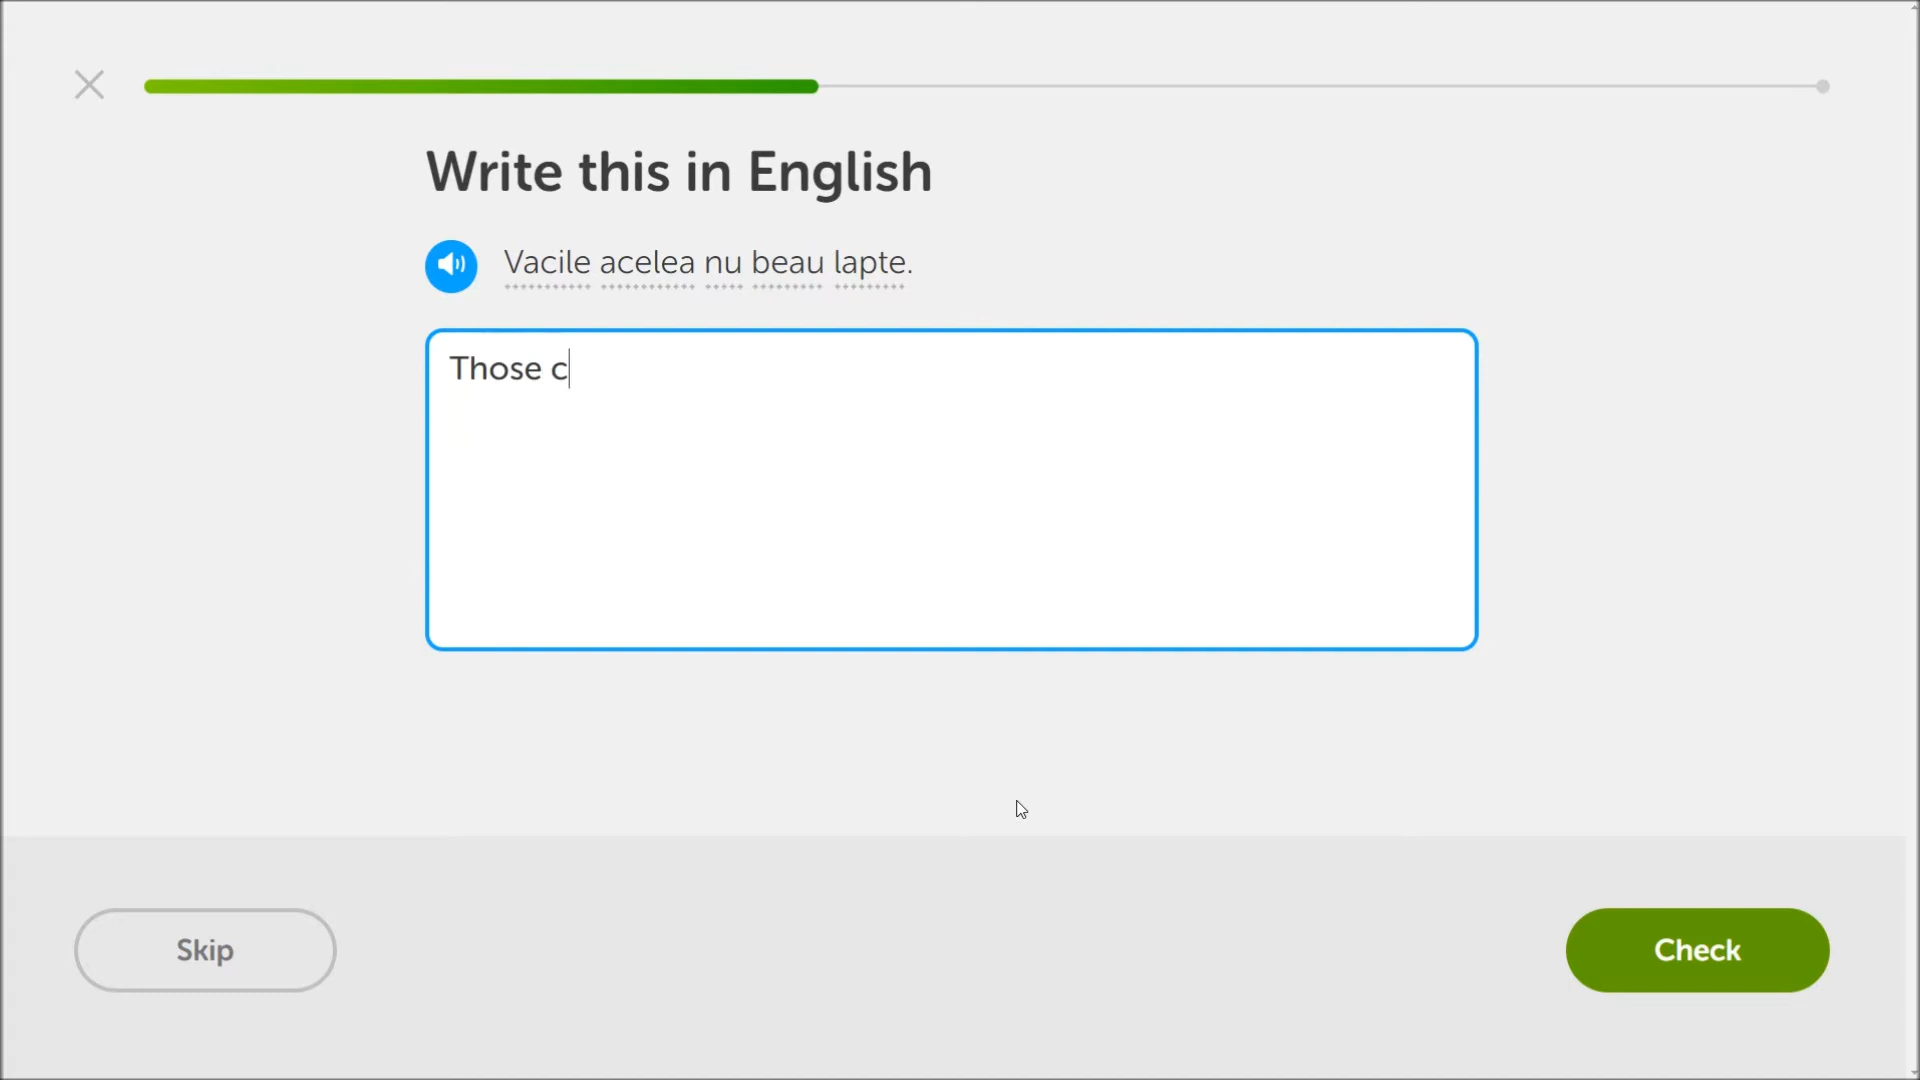 Write this in English
Vacile acelea nu beau lapte.
Those c
Skip
Check